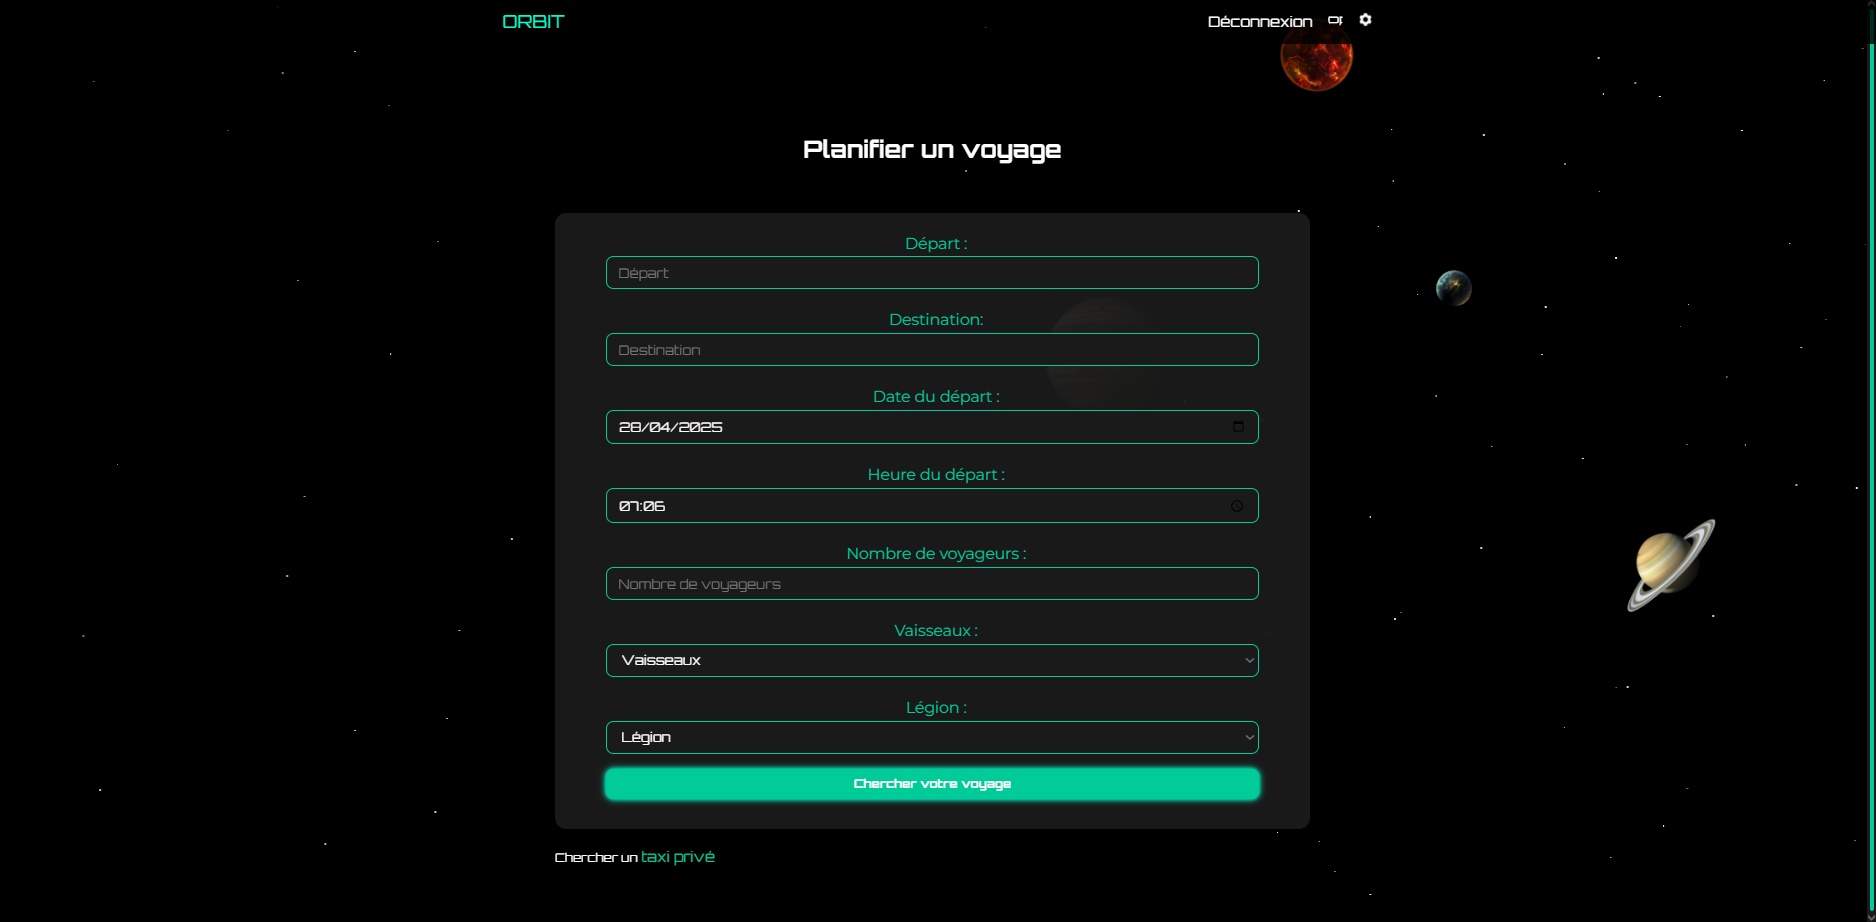 ORBIT
Déconnexion
Planifier un voyage
Départ :
Départ
Destination:
Destination
Date du départ :
28/04/2025
Heure du départ :
07:06
Nombre de voyageurs :
Nombre de voyageurs
Vaisseaux :
Vaisseaux
Légion :
Légion
Chercher votre voyage
Chercher un taxi privé